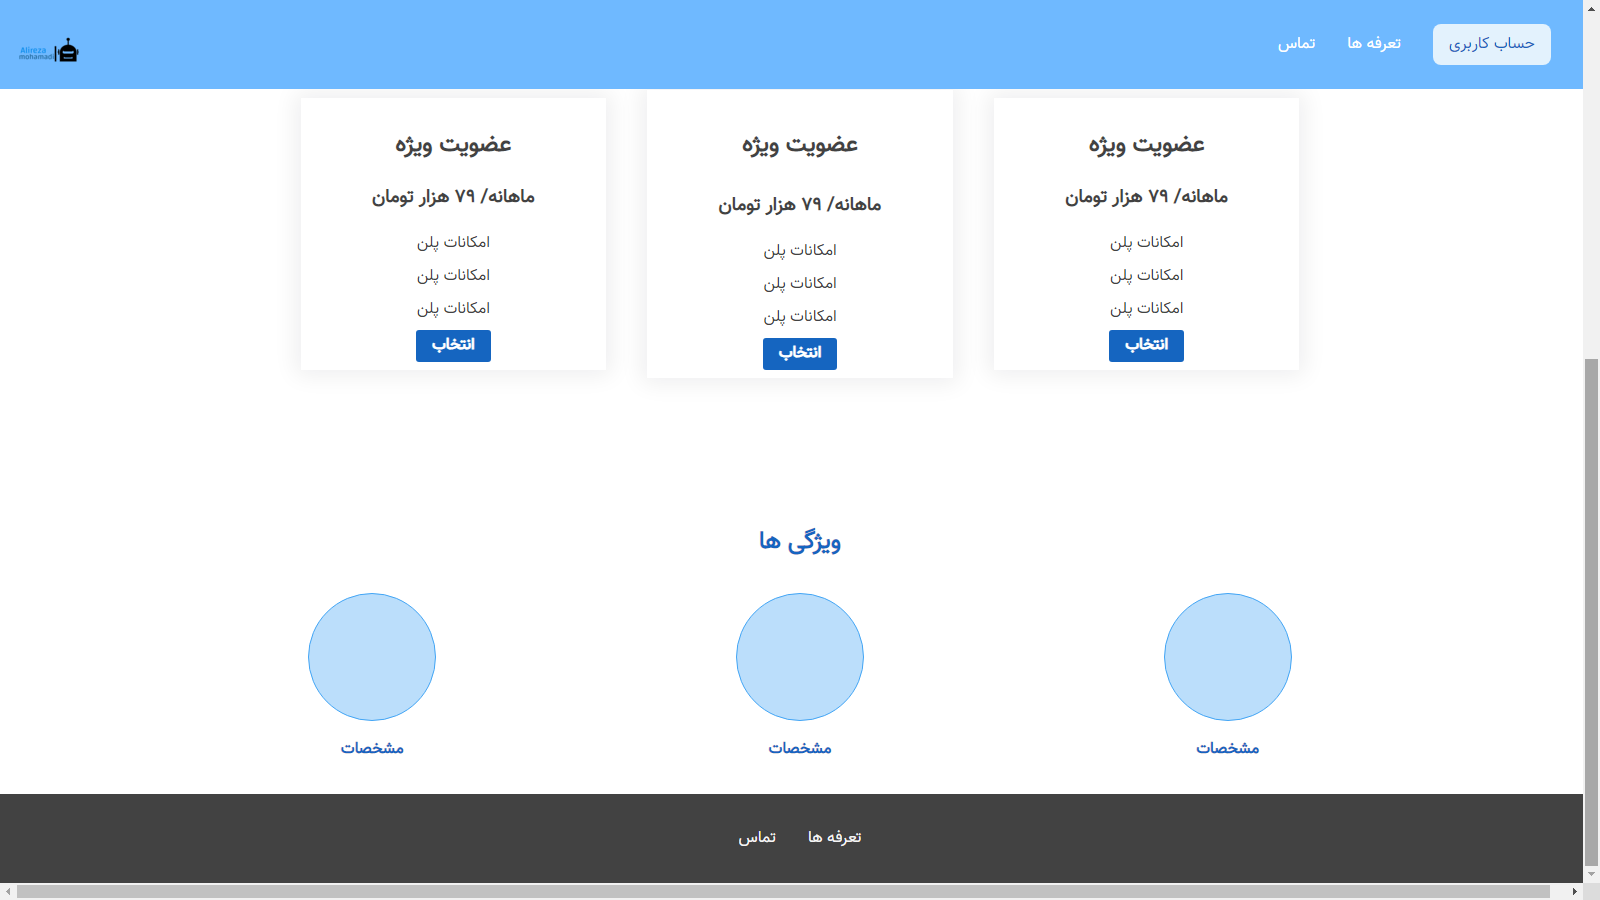 حساب کاربری
تعرفه ها
تماس
Alireza
mohamadi
عضویت ویژه
ماهانه/ ۷۹ هزار تومان
امکانات پلن
امکانات پلن
امکانات پلن
انتخاب
عضویت ویژه
ماهانه/ ۷۹ هزار تومان
امکانات پلن
امکانات پلن
امکانات پلن
انتخاب
عضویت ویژه
ماهانه/ ۷۹ هزار تومان
امکانات پلن
امکانات پلن
امکانات پلن
انتخاب
ویژگی ها
مشخصات
مشخصات
مشخصات
تعرفه ها
تماس